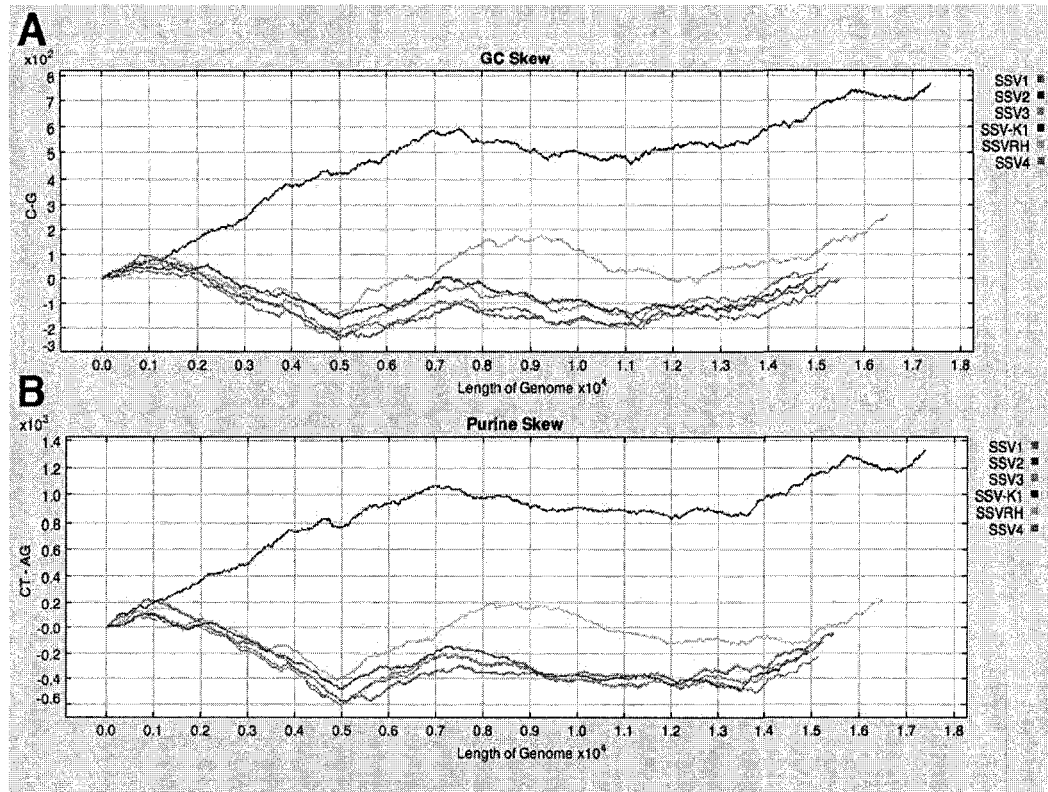 A
x10²
GC Skew
8
7
6
5
4
3
2
1
0
-1
-2
-3
C-G
0.0 0.1 0.2 0.3 0.4 0.5 0.6 0.7 0.8 0.9 1.0 1.1 1.2 1.3 1.4 1.5 1.6 1.7 1.8
Length of Genome x10⁴
SSV1
SSV2
SSV3
SSV-K1
SSVRH
SSV4
B
x10³
Purine Skew
1.4
1.2
1.0
0.8
0.6
0.4
0.2
-0.0
-0.2
-0.4
-0.6
CT - AG
0.0 0.1 0.2 0.3 0.4 0.5 0.6 0.7 0.8 0.9 1.0 1.1 1.2 1.3 1.4 1.5 1.6 1.7 1.8
Length of Genome x10⁴
SSV1
SSV2
SSV3
SSV-K1
SSVRH
SSV4